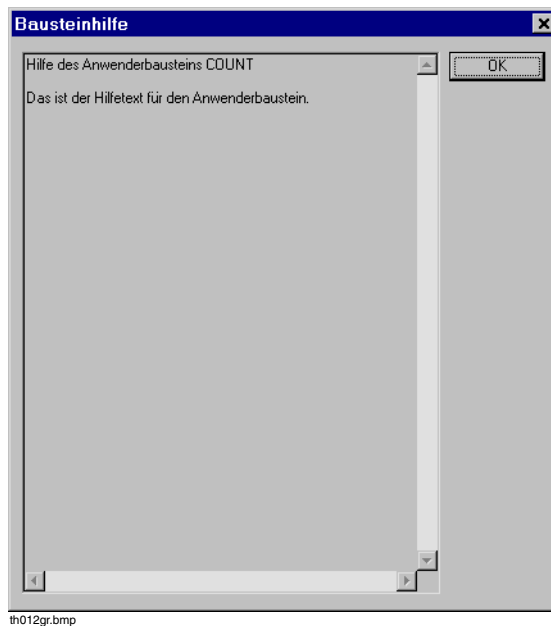 Bausteinhilfe
Hilfe des Anwenderbausteins COUNT
OK
Das ist der Hilfetext für den Anwenderbaustein.
th012gr.bmp